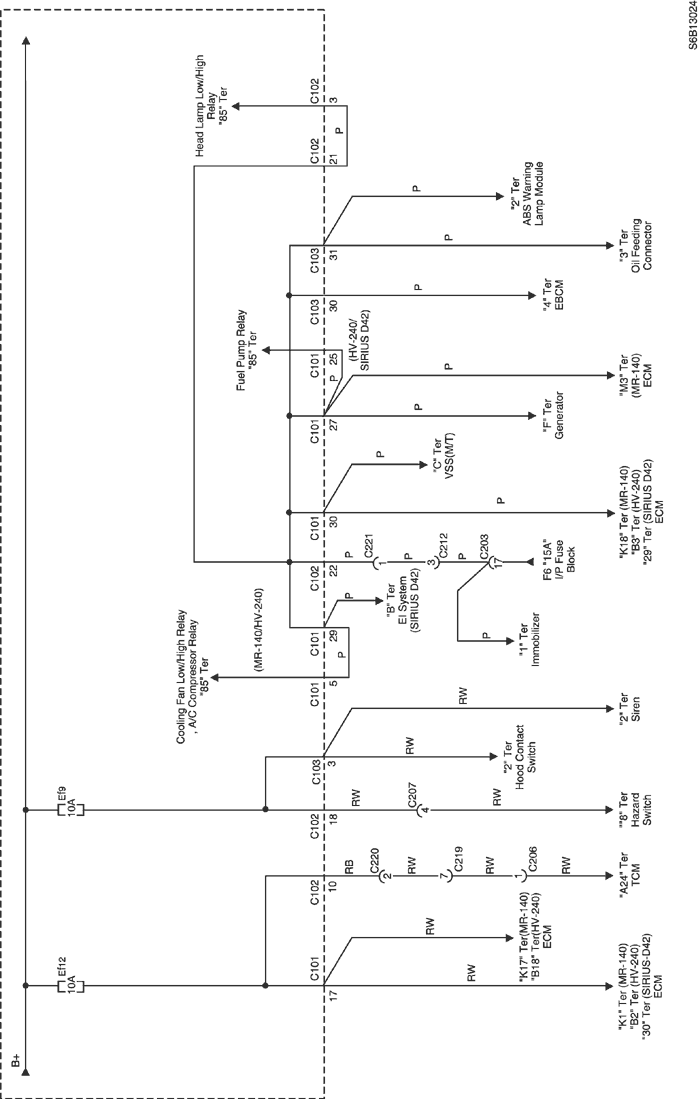 S6B13024
B+
Ef12
10A
Ef9
10A
Cooling Fan Low/High Relay
, A/C Compressor Relay
"85" Ter
(MR-140/HV-240)
Fuel Pump Relay
"85" Ter
(HV-240/
SIRIUS D42)
Head Lamp Low/High
Relay
"85" Ter
C101
17
C102
10
C102
18
C103
3
C101
5
C101
29
C102
22
C101
30
C101
27
C101
25
C103
30
C103
31
C102
21
C102
3
RW
RW
RB
C220
2
RW
C219
7
RW
C206
1
RW
RW
C207
4
RW
RW
RW
P
P
P
C221
1
P
C212
3
P
C203
17
P
P
P
P
P
P
P
P
P
P
"K1" Ter (MR-140)
"B2" Ter (HV-240)
"30" Ter (SIRIUS-D42)
ECM
"K17" Ter(MR-140)
"B18" Ter(HV-240)
ECM
"A24" Ter
TCM
""8" Ter
Hazard
Switch
"2" Ter
Hood Contact
Switch
"2" Ter
Siren
"B" Ter
EI System
(SIRIUS D42)
"1" Ter
Immobilizer
F6 "15A"
I/P Fuse
Block
"K18" Ter (MR-140)
"B3" Ter (HV-240)
"29" Ter (SIRIUS D42)
ECM
"C" Ter
VSS(M/T)
"F" Ter
Generator
"M3" Ter
(MR-140)
ECM
"4" Ter
EBCM
"3" Ter
Oil Feeding
Connector
"2" Ter
ABS Warning
Lamp Module